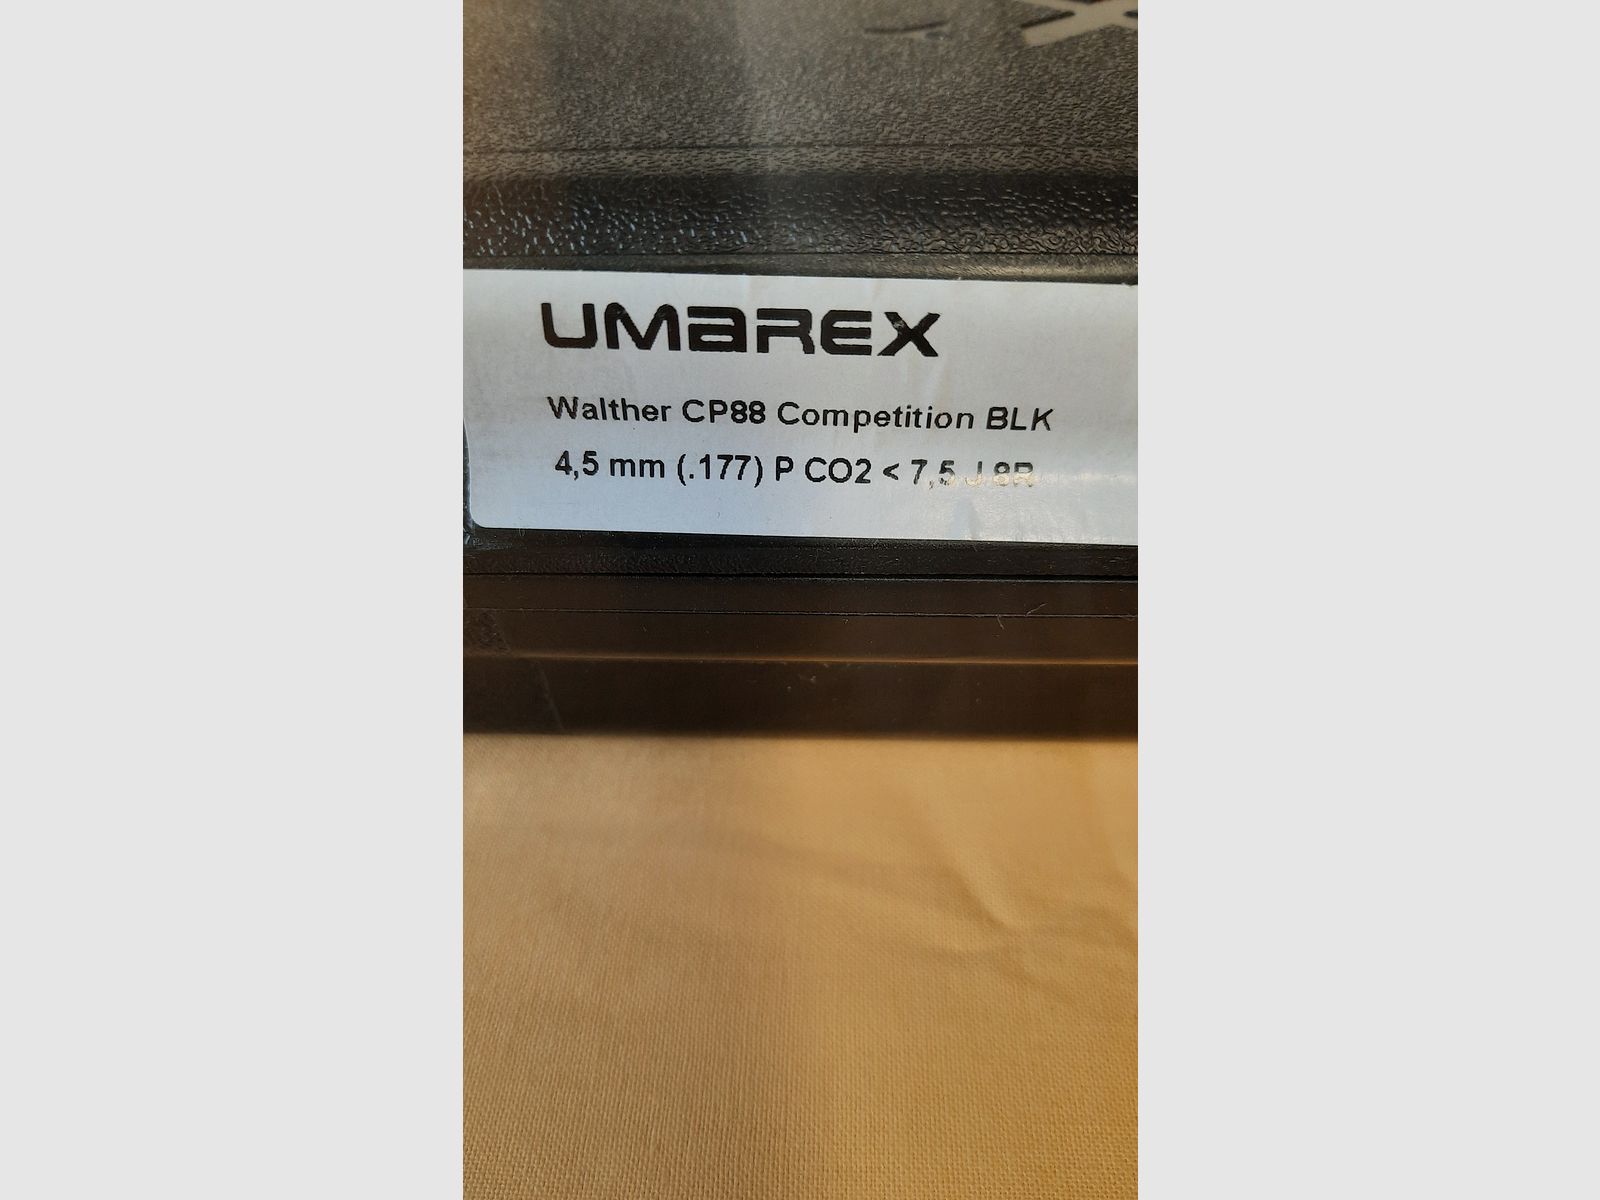 UMAREX
Walther CP88 Competition BLK
4,5 mm (.177) P CO2 < 7,5 J 8R